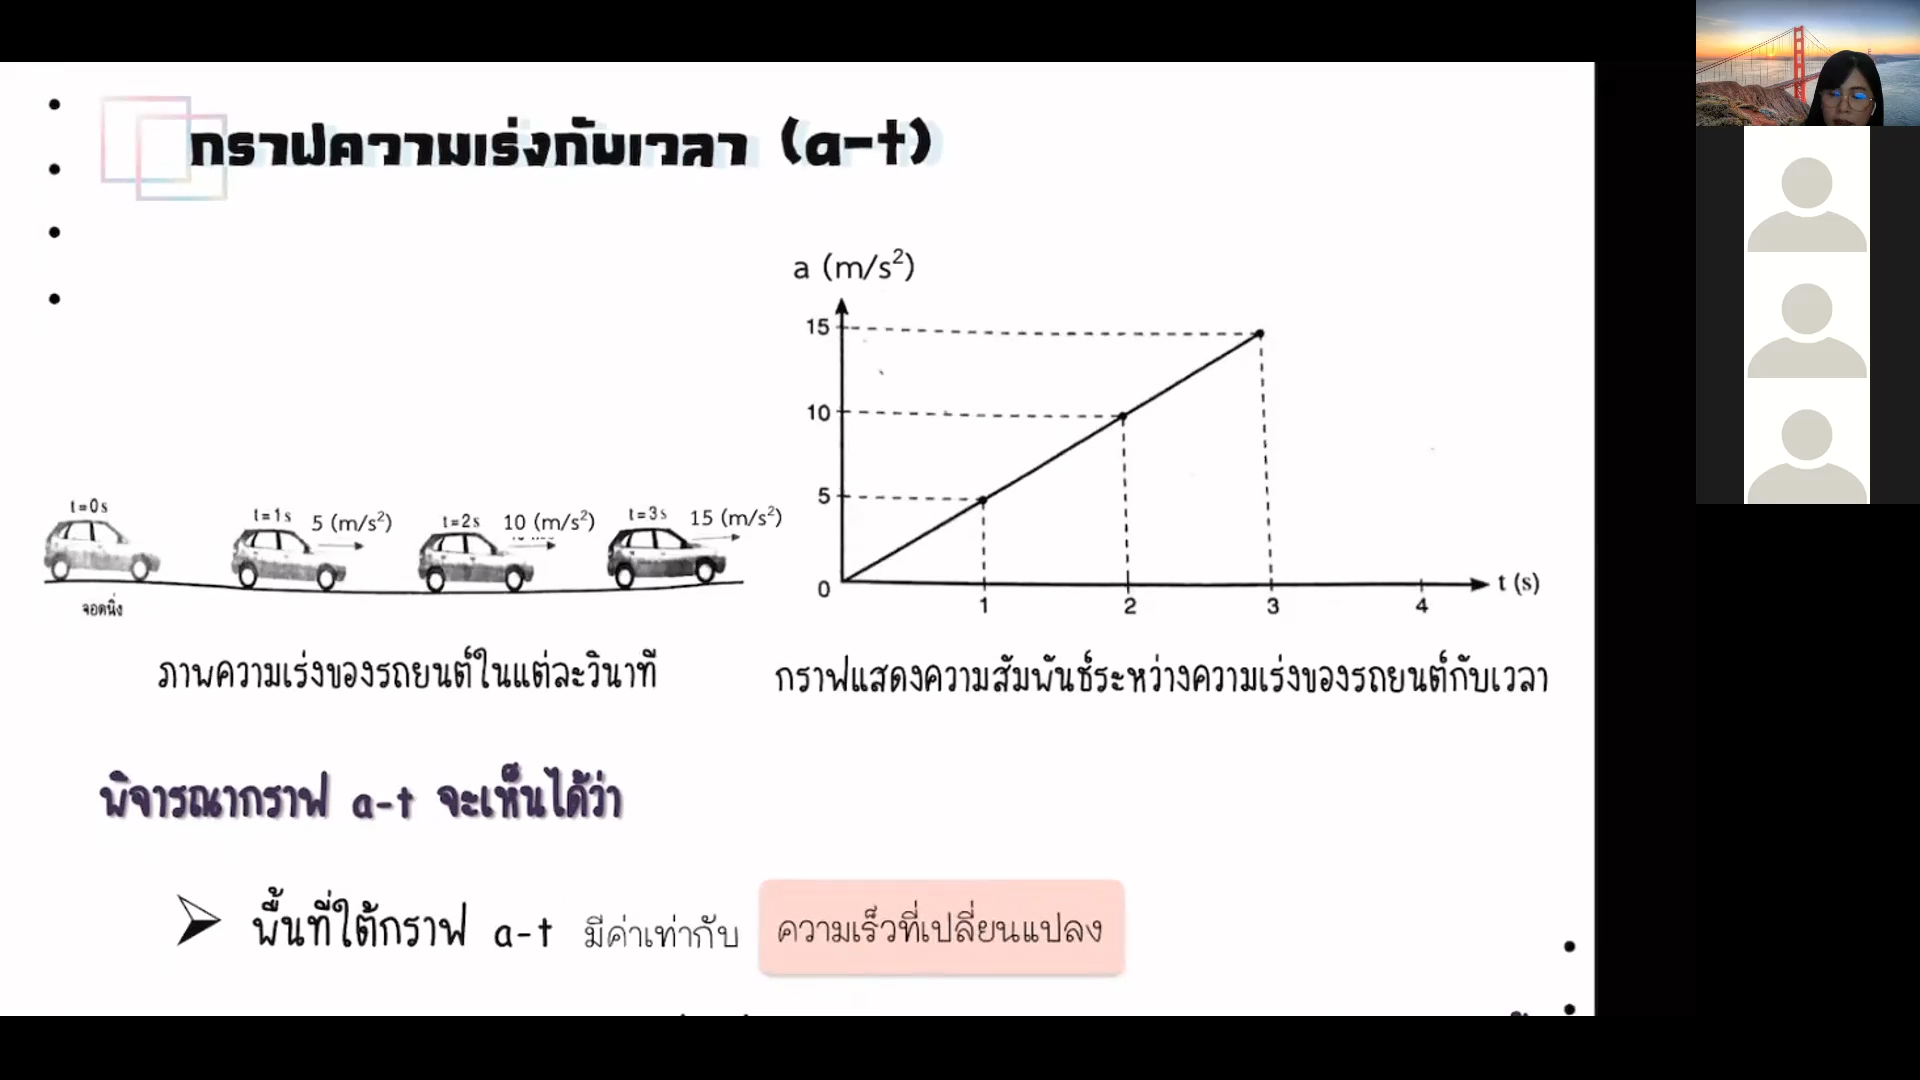 กราฟความเร่งกับเวลา (a-t)
a (m/s²)
15
10
5
0
1
2
3
4
t (s)
t=0s
t=1s
5 (m/s²)
t=2s
10 (m/s²)
t=3s
15 (m/s²)
จอดนิ่ง
ภาพความเร่งของรถยนต์ในแต่ละวินาที
กราฟแสดงความสัมพันธ์ระหว่างความเร่งของรถยนต์กับเวลา
พิจารณากราฟ a-t จะเห็นได้ว่า
พื้นที่ใต้กราฟ a-t มีค่าเท่ากับ ความเร็วที่เปลี่ยนแปลง